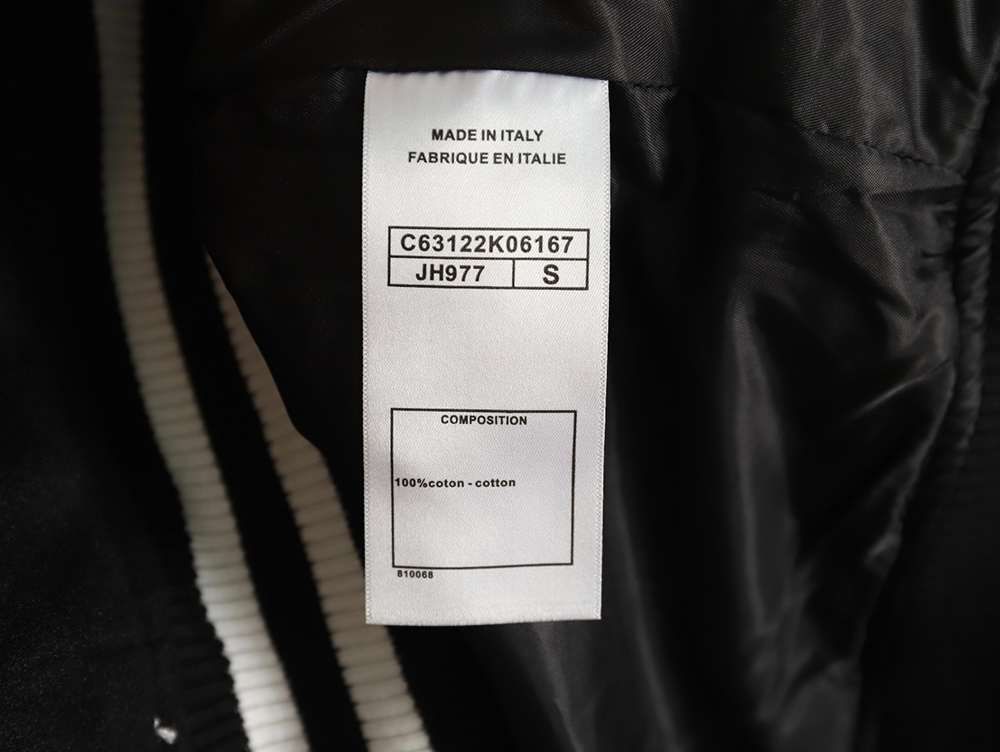 MADE IN ITALY
FABRIQUE EN ITALIE
C63122K06167
JH977 S
COMPOSITION
100%coton - cotton
810068